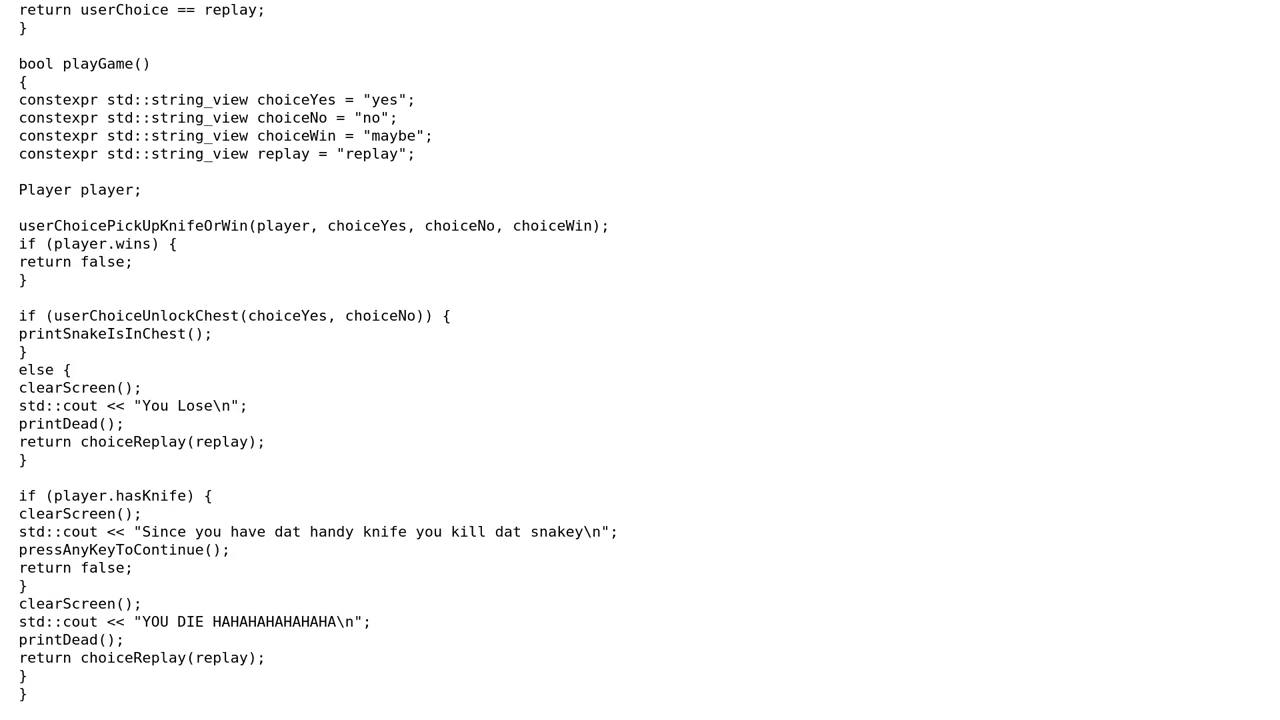 return userChoice == replay;
}

bool playGame()
{
constexpr std::string_view choiceYes = "yes";
constexpr std::string_view choiceNo = "no";
constexpr std::string_view choiceWin = "maybe";
constexpr std::string_view replay = "replay";

Player player;

userChoicePickUpKnifeOrWin(player, choiceYes, choiceNo, choiceWin);
if (player.wins) {
return false;
}

if (userChoiceUnlockChest(choiceYes, choiceNo)) {
printSnakeIsInChest();
}
else {
clearScreen();
std::cout << "You Lose\n";
printDead();
return choiceReplay(replay);
}

if (player.hasKnife) {
clearScreen();
std::cout << "Since you have dat handy knife you kill dat snakey\n";
pressAnyKeyToContinue();
return false;
}
clearScreen();
std::cout << "YOU DIE HAHAHAHAHAHAHA\n";
printDead();
return choiceReplay(replay);
}
}